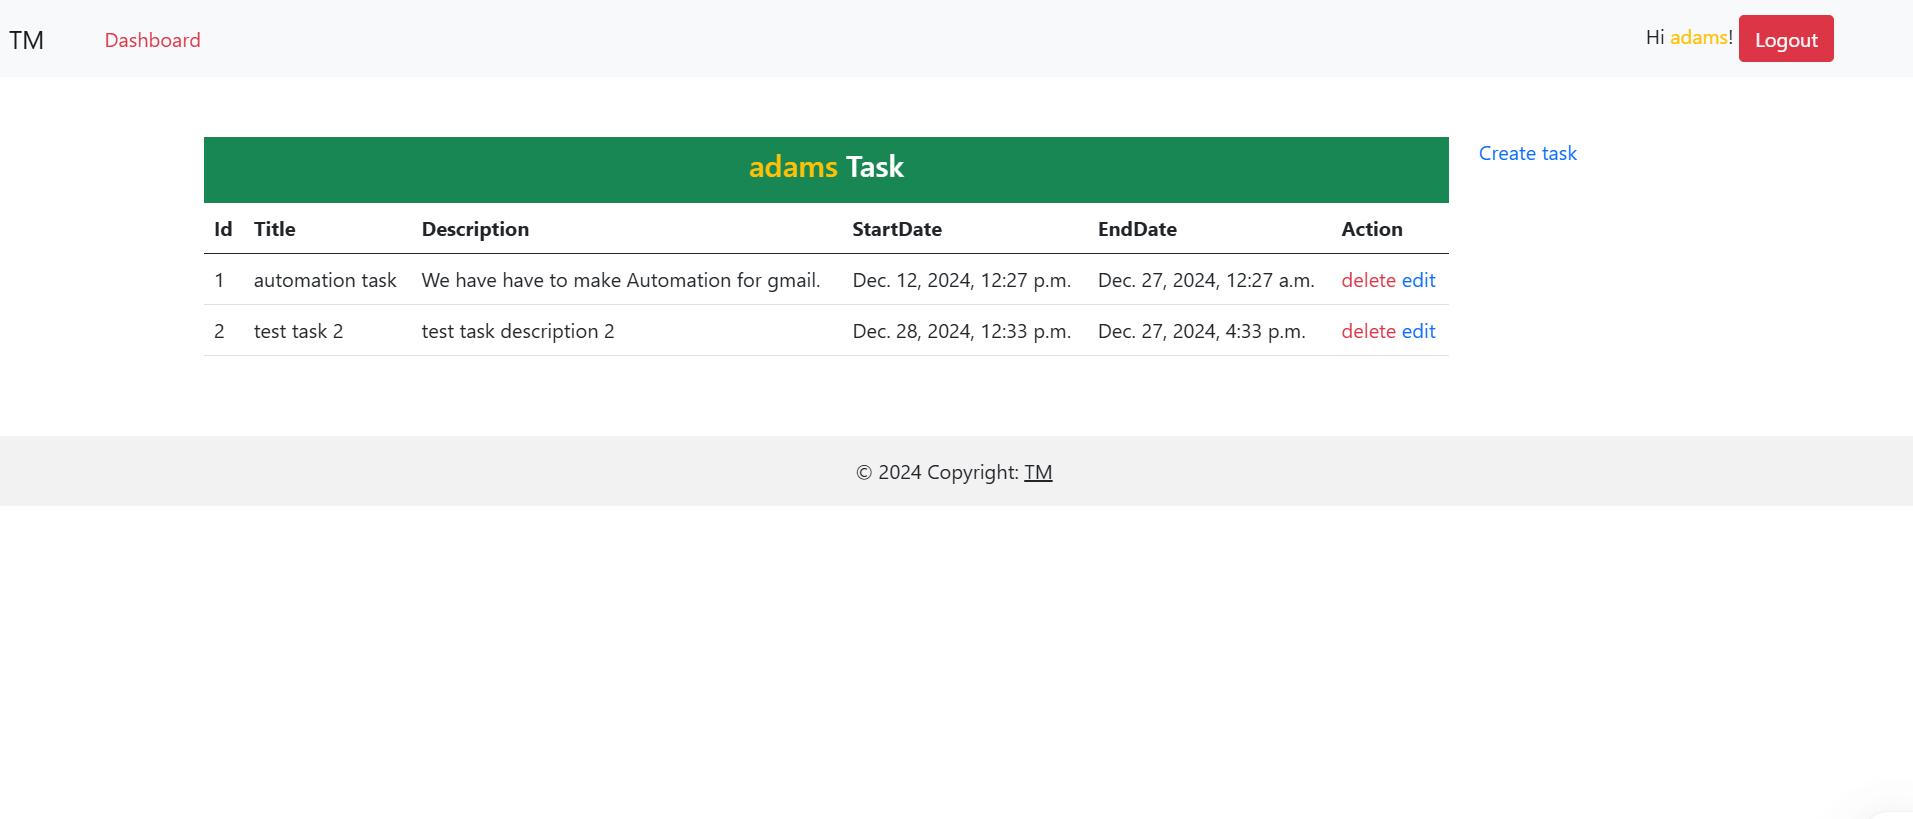 TM Dashboard Hi adams! Logout
adams Task
Create task
Id Title Description StartDate EndDate Action
1 automation task We have have to make Automation for gmail. Dec. 12, 2024, 12:27 p.m. Dec. 27, 2024, 12:27 a.m. delete edit
2 test task 2 test task description 2 Dec. 28, 2024, 12:33 p.m. Dec. 27, 2024, 4:33 p.m. delete edit
© 2024 Copyright: TM